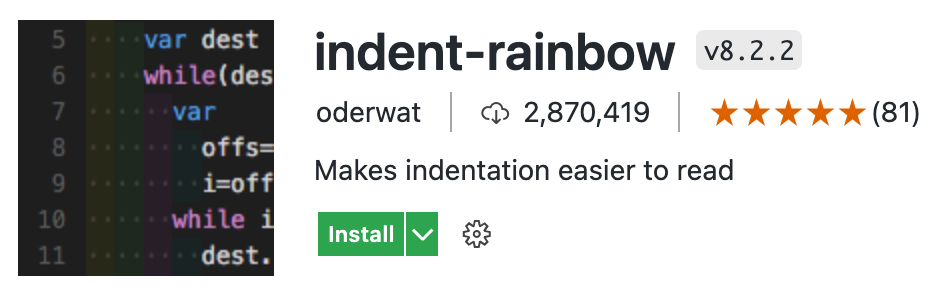 5 ····var dest
6 ····while(des
7 ······var
8 ········offs=
9 ········i=off
10 ······while i
11 ········dest.
indent-rainbow v8.2.2
oderwat 2,870,419 ★★★★★(81)
Makes indentation easier to read
Install